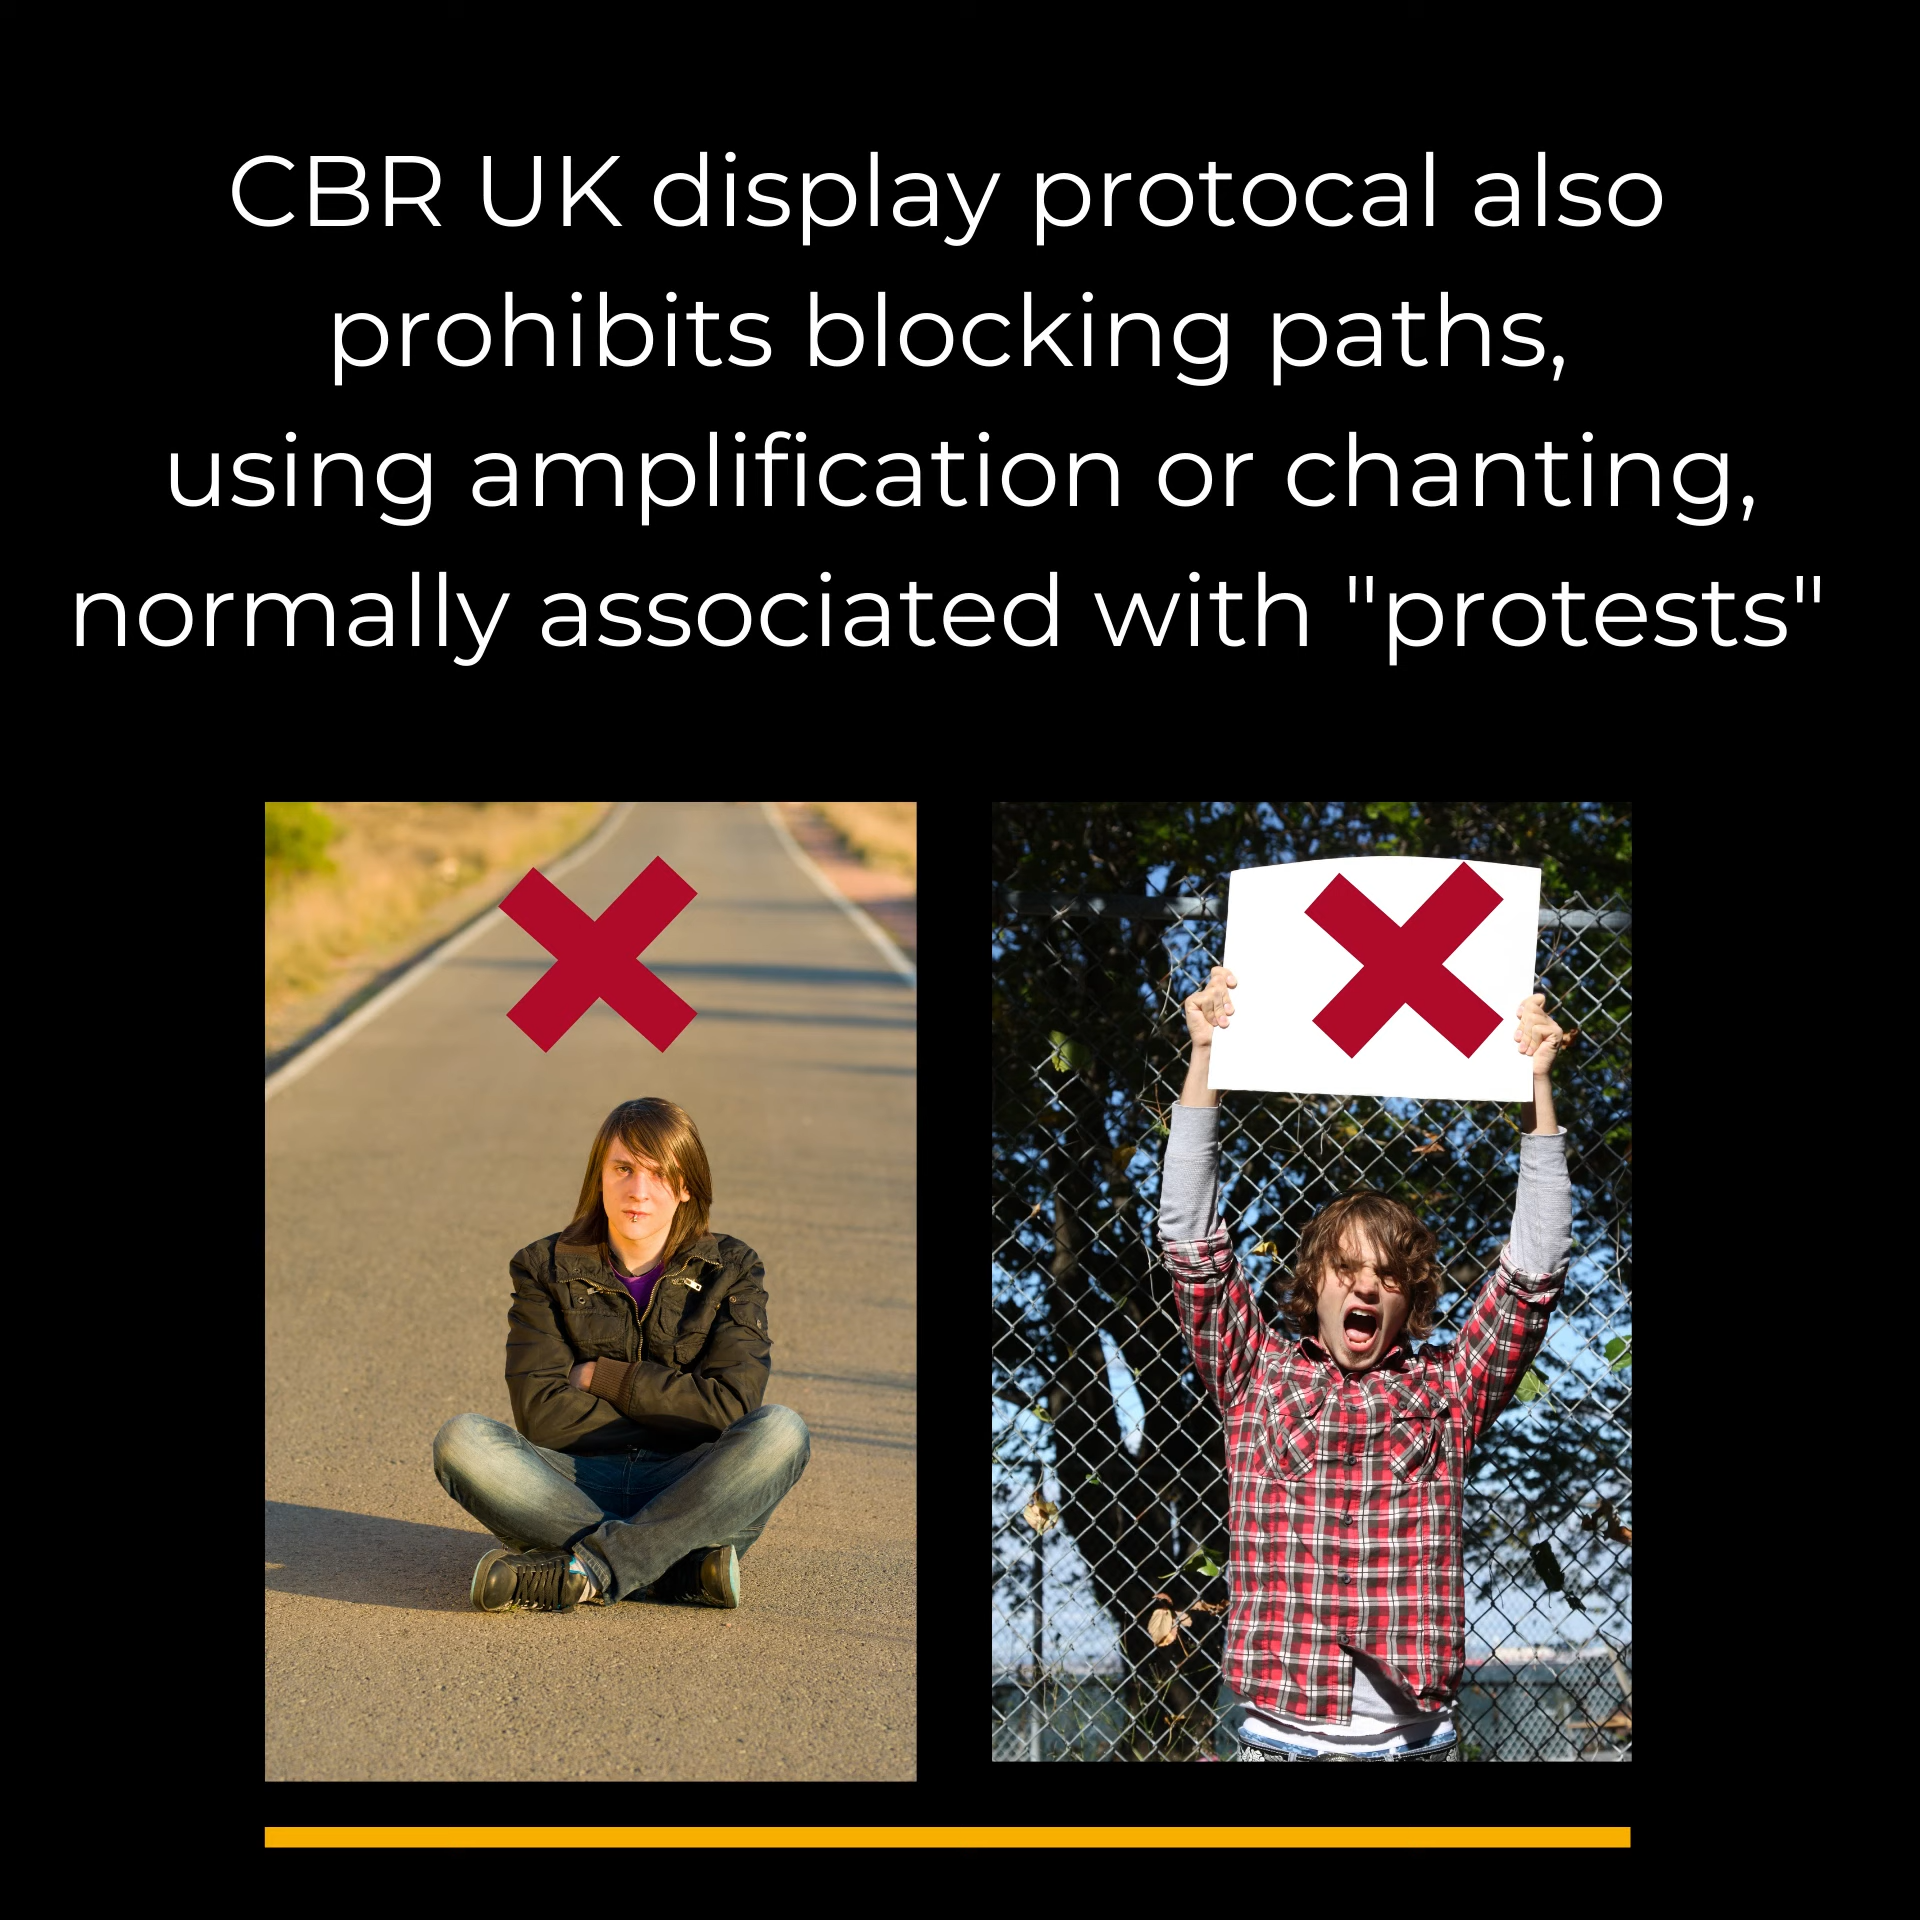 CBR UK display protocal also
prohibits blocking paths,
using amplification or chanting,
normally associated with "protests"